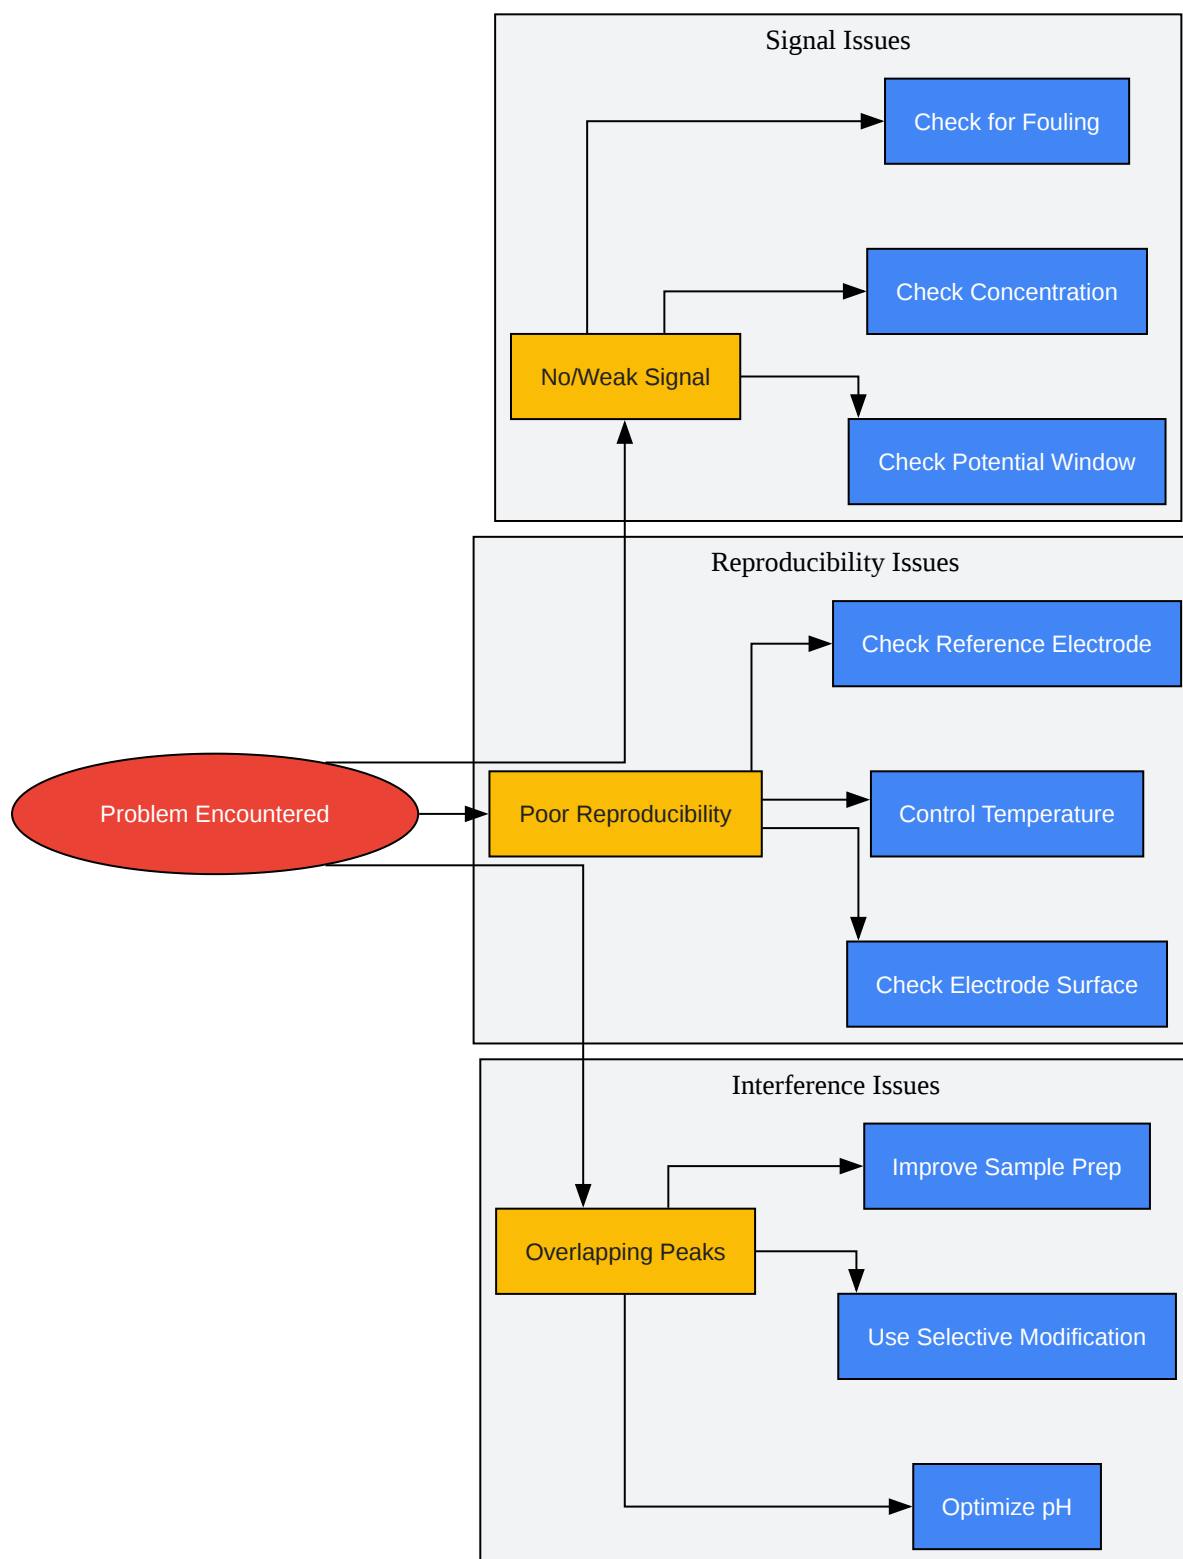 Signal Issues
Check for Fouling
Check Concentration
No/Weak Signal
Check Potential Window
Reproducibility Issues
Check Reference Electrode
Problem Encountered
Poor Reproducibility
Control Temperature
Check Electrode Surface
Interference Issues
Improve Sample Prep
Overlapping Peaks
Use Selective Modification
Optimize pH